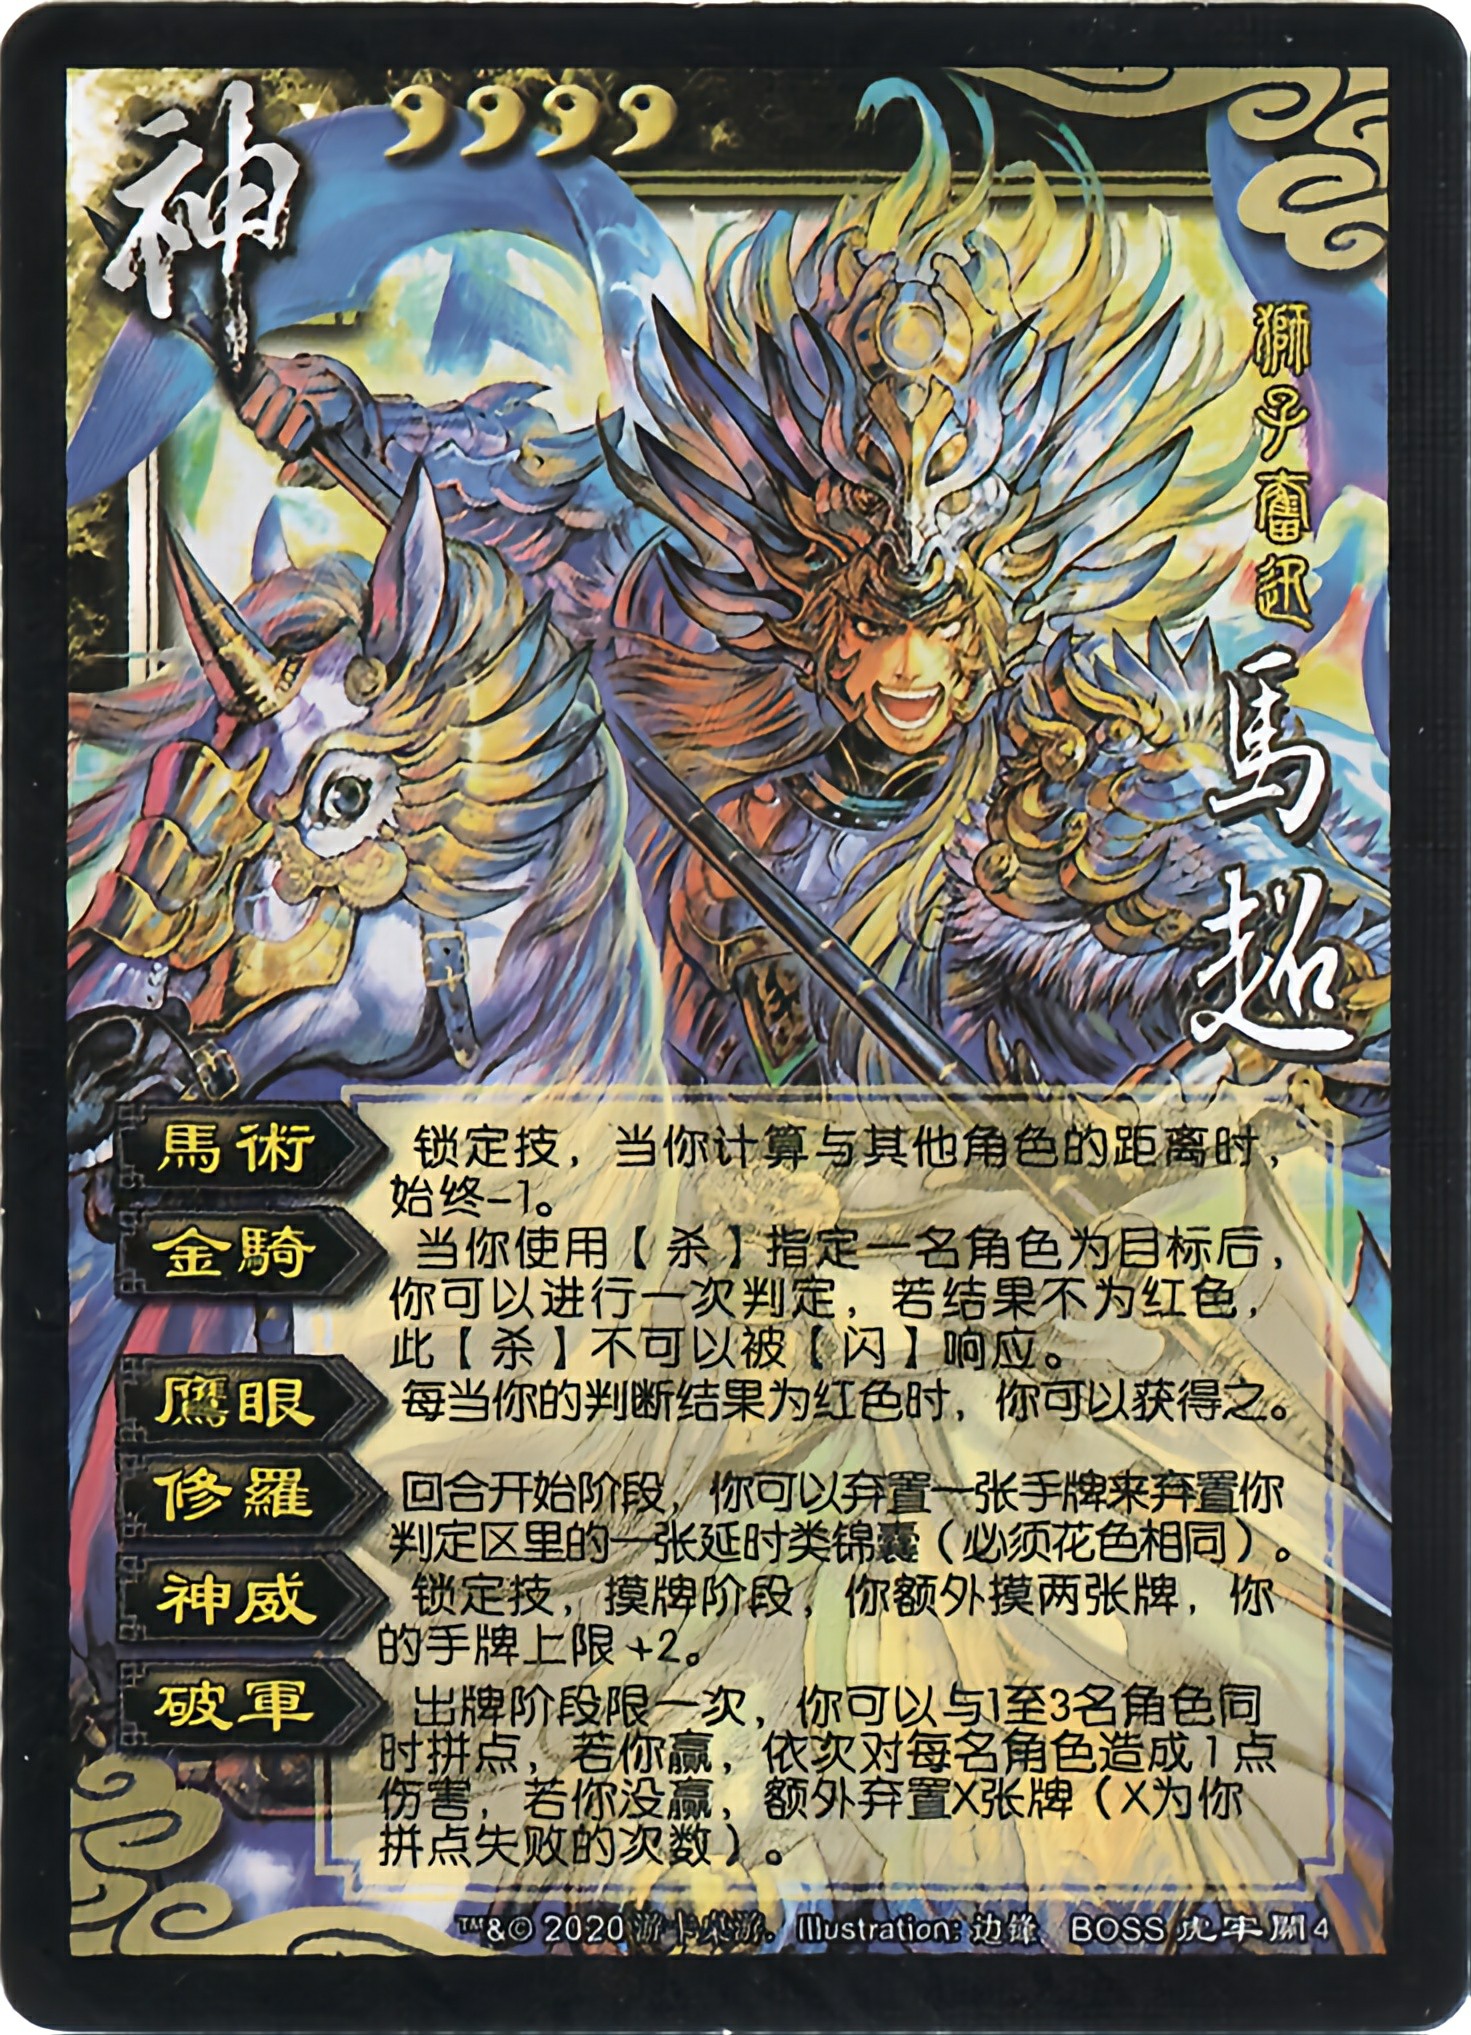 神
獅子奮迅
馬超
馬術
锁定技，当你计算与其他角色的距离时，
始终-1。
金騎
当你使用【杀】指定一名角色为目标后，
你可以进行一次判定，若结果不为红色，
此【杀】不可以被【闪】响应。
鷹眼
每当你的判断结果为红色时，你可以获得之。
修羅
回合开始阶段，你可以弃置一张手牌来弃置你
判定区里的一张延时类锦囊（必须花色相同）。
神威
锁定技，摸牌阶段，你额外摸两张牌，你
的手牌上限+2。
破軍
出牌阶段限一次，你可以与1至3名角色同
时拼点，若你赢，依次对每名角色造成1点
伤害，若你没赢，额外弃置X张牌（X为你
拼点失败的次数）。
™&© 2020 游卡桌游. Illustration: 边锋 BOSS 虎牢關 4